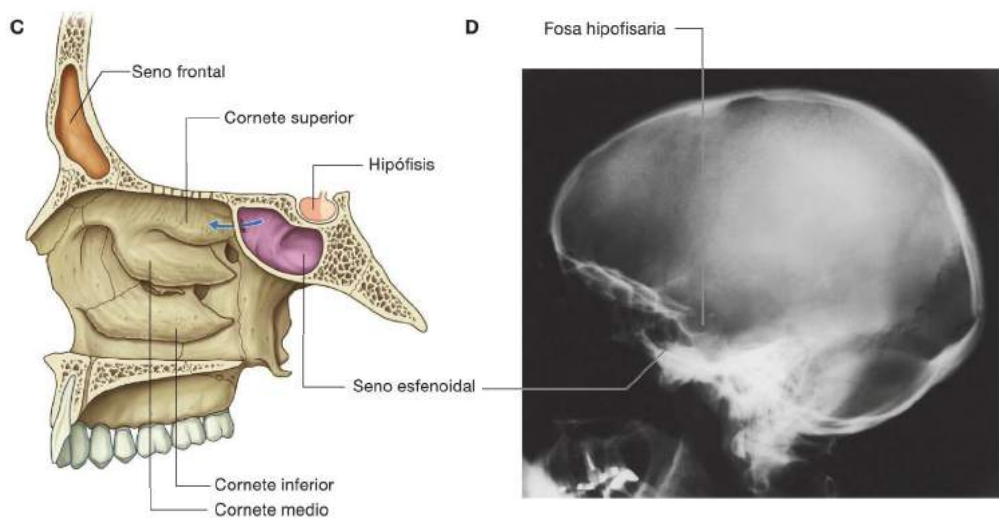 C
Seno frontal
Cornete superior
Hipófisis
Seno esfenoidal
Cornete inferior
Cornete medio
D
Fosa hipofisaria